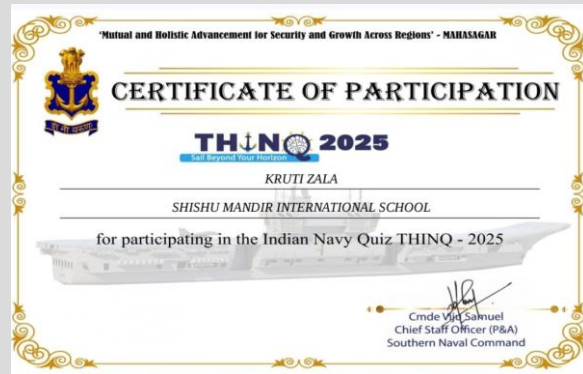 'Mutual and Holistic Advancement for Security and Growth Across Regions' - MAHASAGAR
CERTIFICATE OF PARTICIPATION
THINQ 2025
Sail Beyond Your Horizon
KRUTI ZALA
SHISHU MANDIR INTERNATIONAL SCHOOL
for participating in the Indian Navy Quiz THINQ - 2025
Cmde Samuel
Chief Staff Officer (P&A)
Southern Naval Command